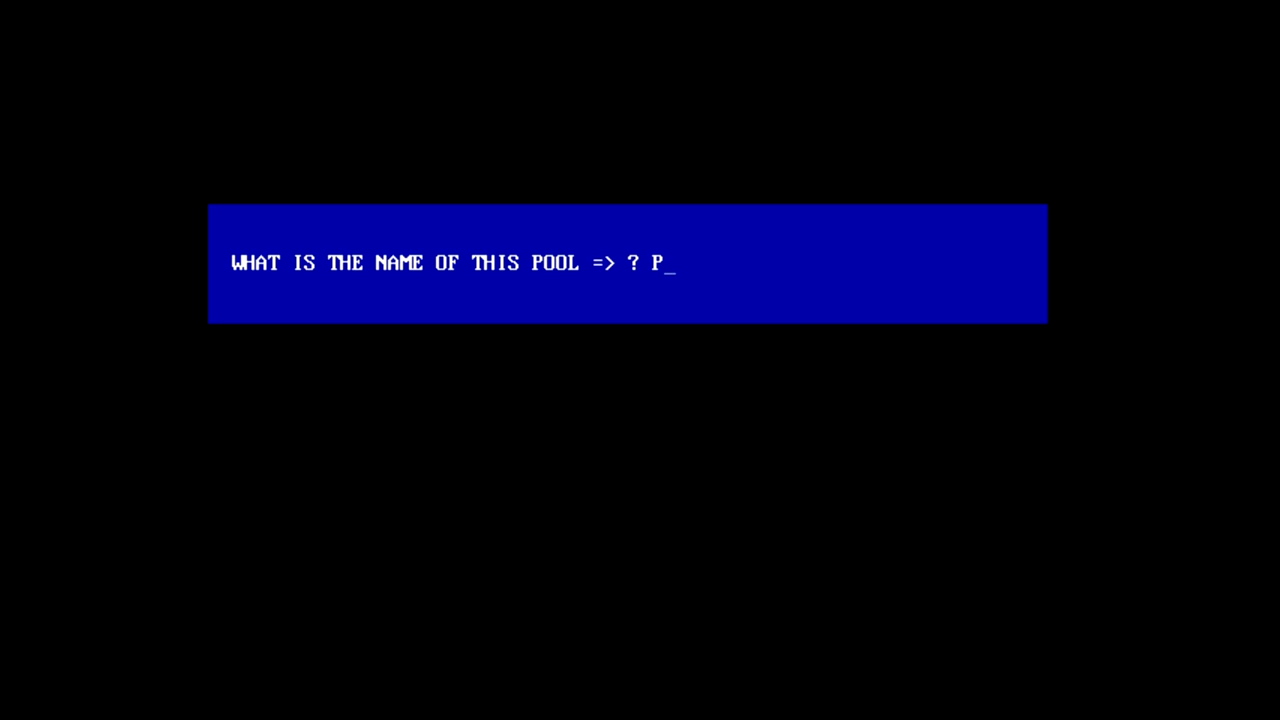 WHAT IS THE NAME OF THIS POOL => ? P_